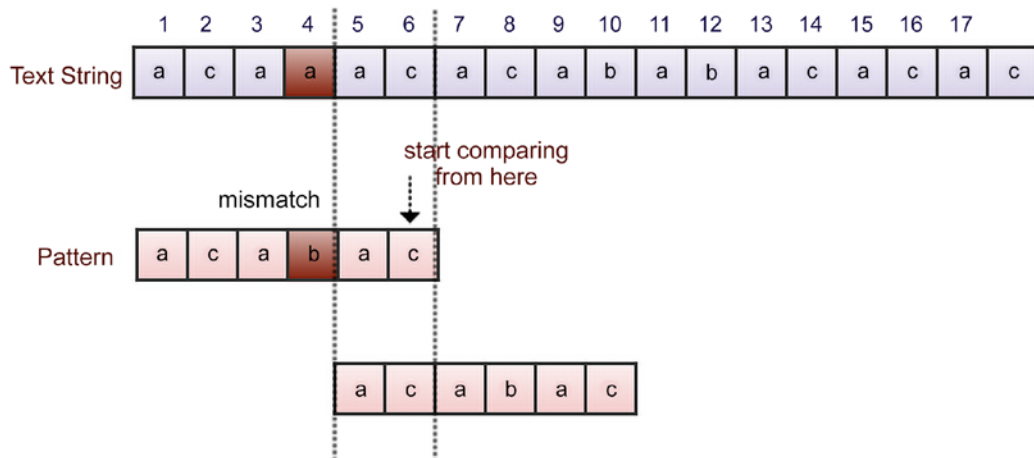 1 2 3 4 5 6 7 8 9 10 11 12 13 14 15 16 17
Text String a c a a a c a c a b a b a c a c a c
start comparing
from here
mismatch
Pattern a c a b a c
a c a b a c